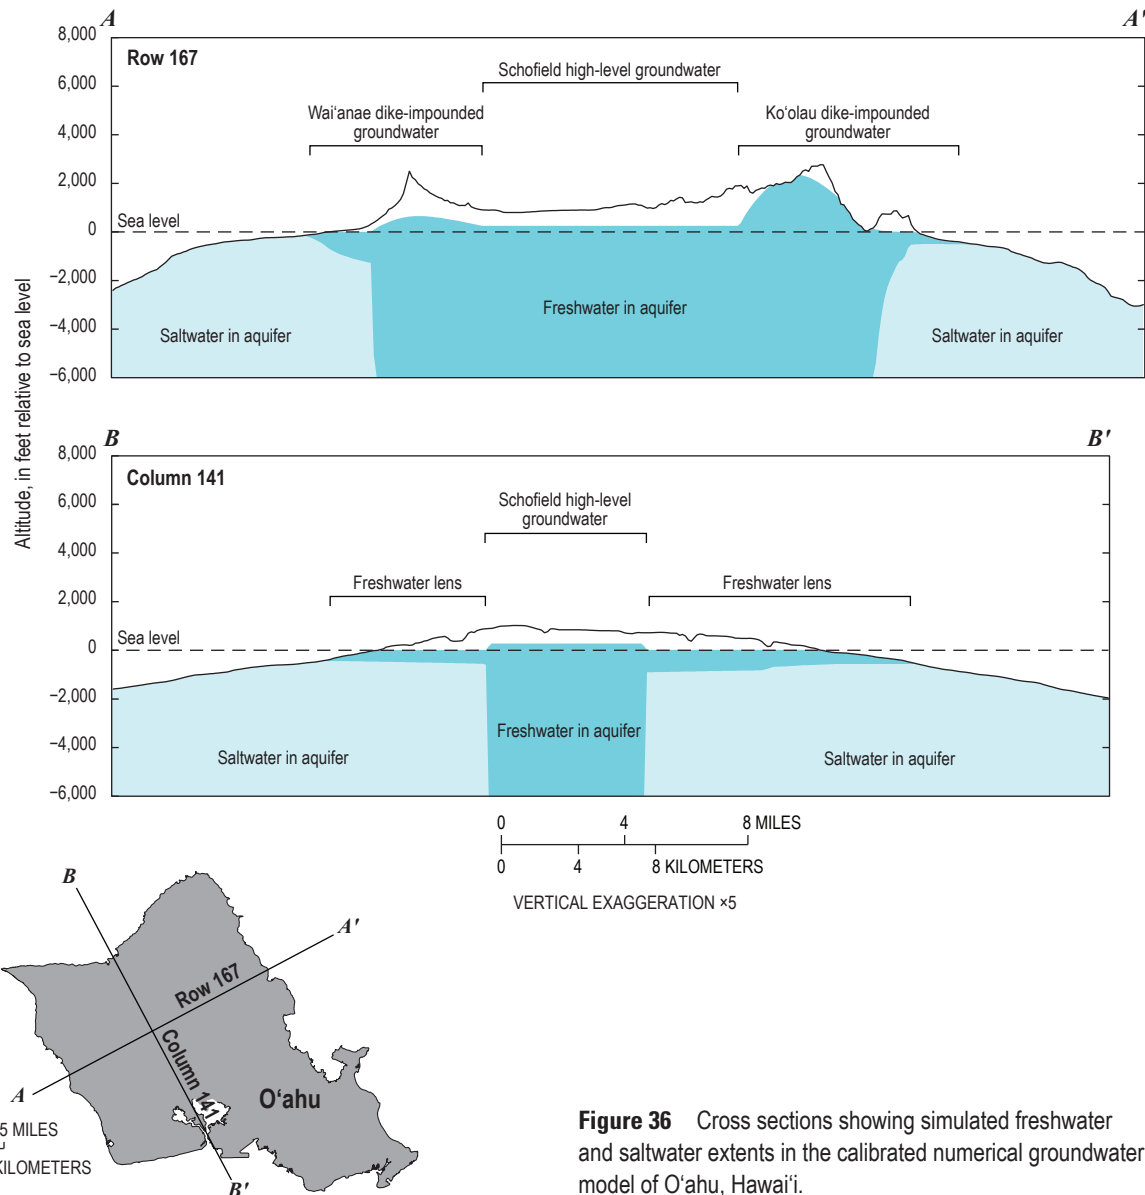 A
A'
8,000
6,000
4,000
2,000
0
−2,000
−4,000
−6,000
Row 167
Schofield high-level groundwater
Wai‘anae dike-impounded
groundwater
Ko‘olau dike-impounded
groundwater
Sea level
Freshwater in aquifer
Saltwater in aquifer
Saltwater in aquifer
Altitude, in feet relative to sea level
B
B'
8,000
6,000
4,000
2,000
0
−2,000
−4,000
−6,000
Column 141
Schofield high-level
groundwater
Freshwater lens
Freshwater lens
Sea level
Freshwater in aquifer
Saltwater in aquifer
Saltwater in aquifer
0 4 8 MILES
0 4 8 KILOMETERS
VERTICAL EXAGGERATION ×5
B
A'
Row 167
Column 141
A
O‘ahu
5 MILES
KILOMETERS
B'
Figure 36 Cross sections showing simulated freshwater
and saltwater extents in the calibrated numerical groundwater
model of O‘ahu, Hawai‘i.